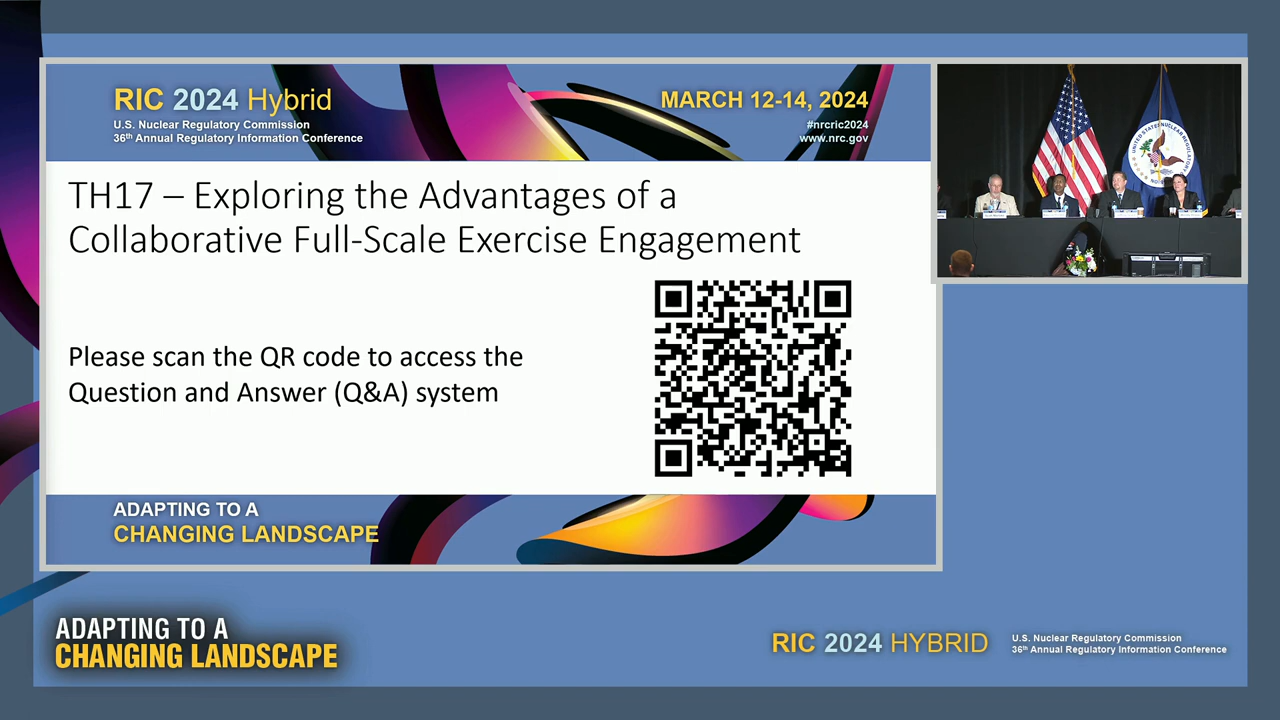 RIC 2024 Hybrid
U.S. Nuclear Regulatory Commission
36th Annual Regulatory Information Conference
MARCH 12-14, 2024
#nrcric2024
www.nrc.gov
TH17 – Exploring the Advantages of a
Collaborative Full-Scale Exercise Engagement
Please scan the QR code to access the
Question and Answer (Q&A) system
ADAPTING TO A
CHANGING LANDSCAPE
ADAPTING TO A
CHANGING LANDSCAPE
RIC 2024 HYBRID
U.S. Nuclear Regulatory Commission
36th Annual Regulatory Information Conference